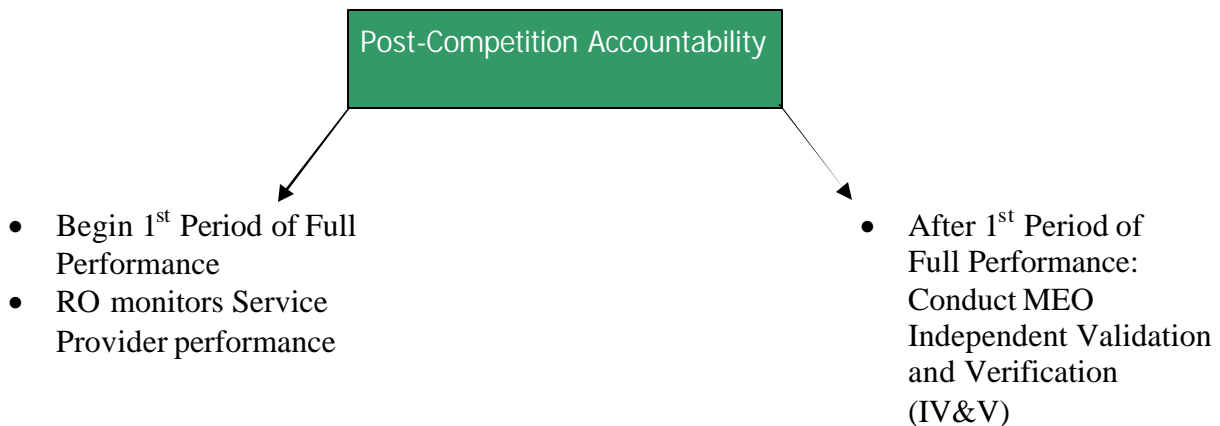 Post-Competition Accountability
• Begin 1st Period of Full
Performance
• RO monitors Service
Provider performance
• After 1st Period of
Full Performance:
Conduct MEO
Independent Validation
and Verification
(IV&V)